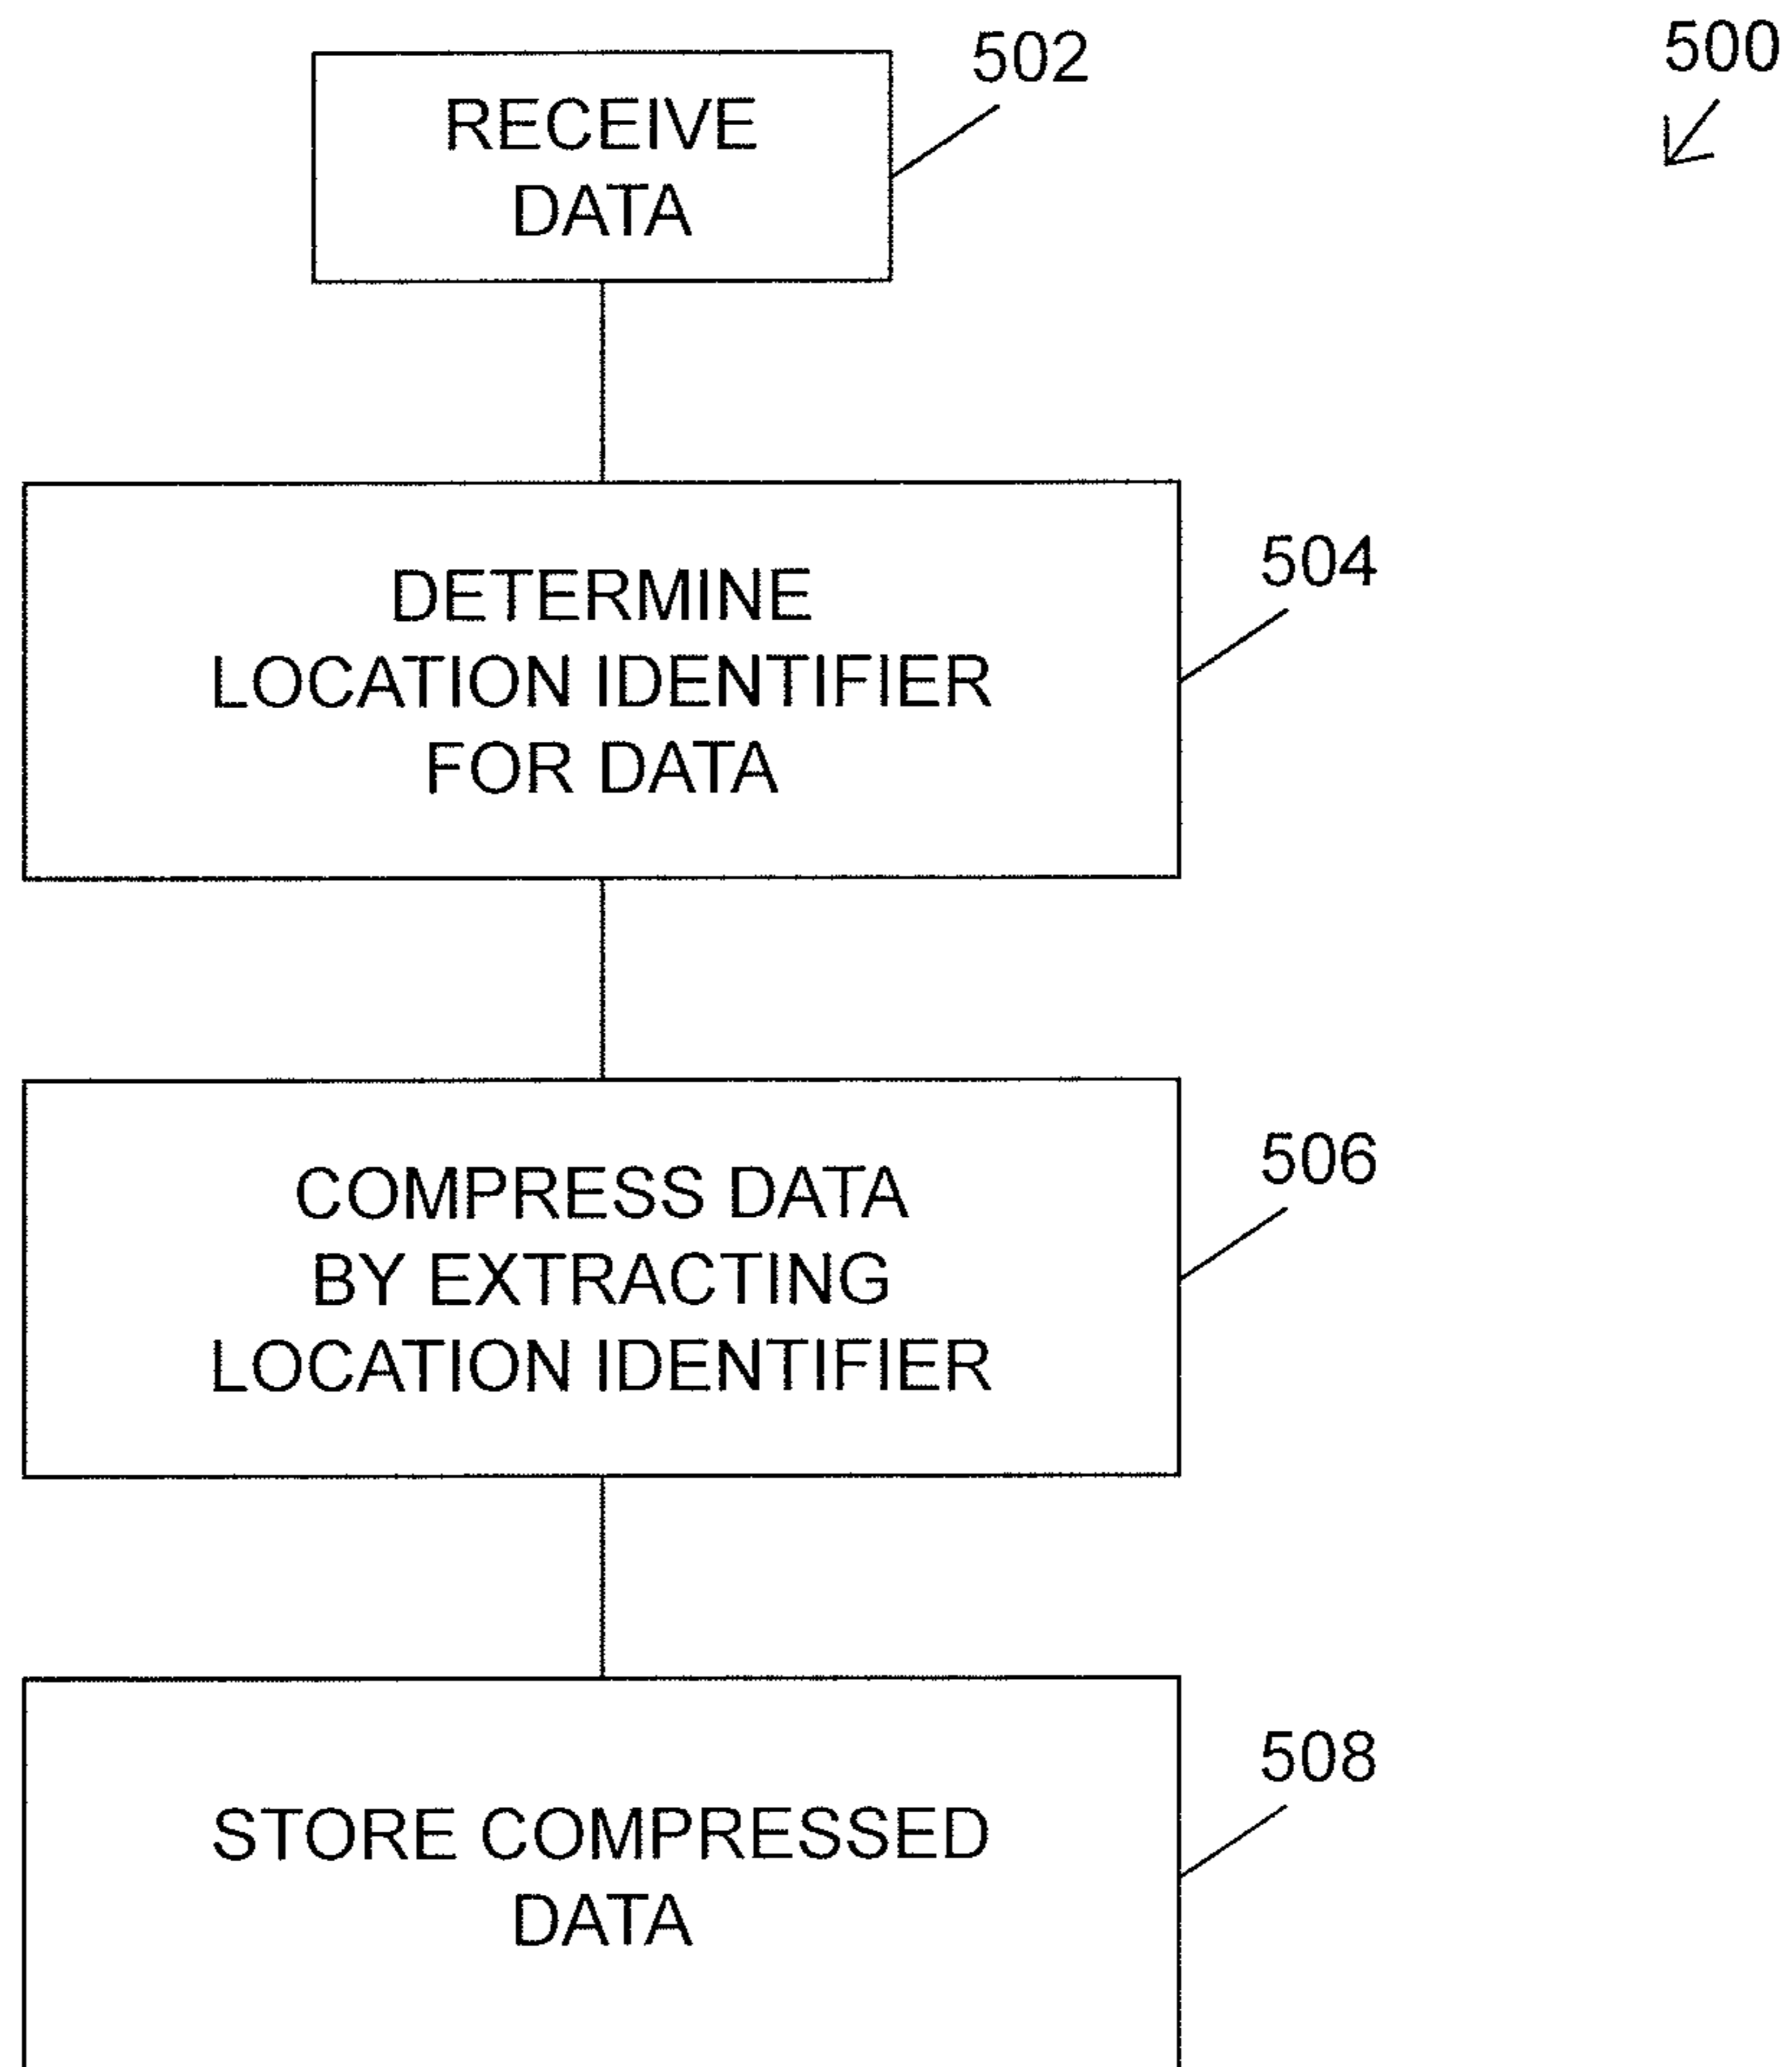 500
502
RECEIVE
DATA
504
DETERMINE
LOCATION IDENTIFIER
FOR DATA
506
COMPRESS DATA
BY EXTRACTING
LOCATION IDENTIFIER
508
STORE COMPRESSED
DATA